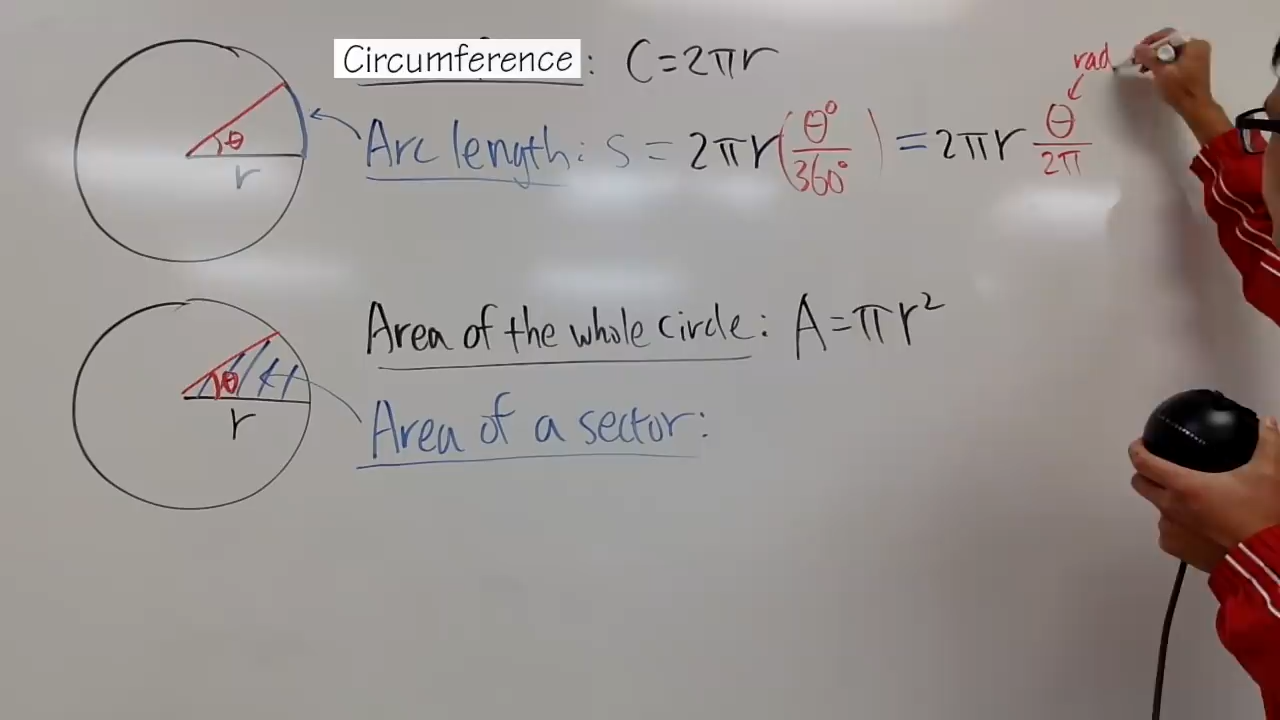 rad
Circumference: C=2πr
θ
r
Arc length: S = 2πr(θ°/360°) = 2πr θ/2π
Area of the whole circle: A=πr²
θ
r
Area of a sector: